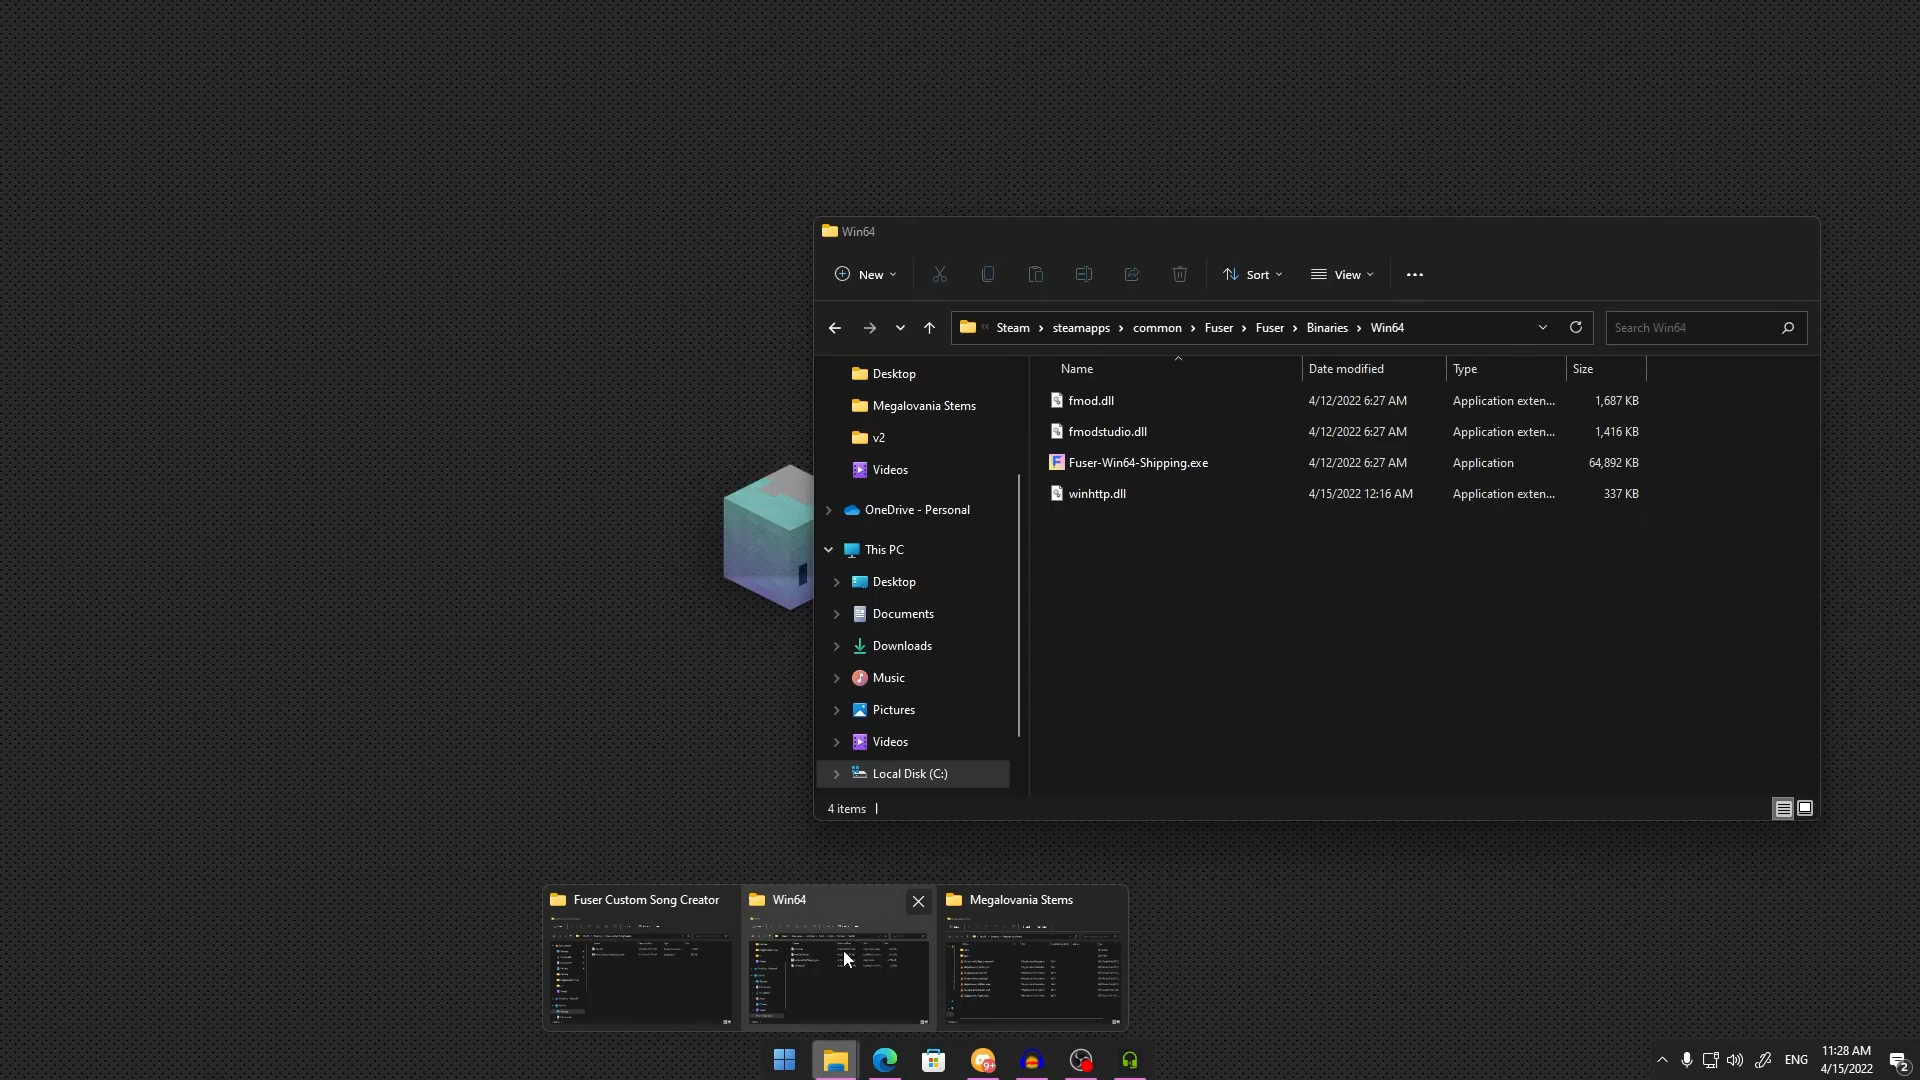 Win64
New
Sort
View
Steam
steamapps
common
Fuser
Fuser
Binaries
Win64
Search Win64
Name
Date modified
Type
Size
fmod.dll
4/12/2022 6:27 AM
Application exten...
1,687 KB
fmodstudio.dll
4/12/2022 6:27 AM
Application exten...
1,416 KB
Fuser-Win64-Shipping.exe
4/12/2022 6:27 AM
Application
64,892 KB
winhttp.dll
4/15/2022 12:16 AM
Application exten...
337 KB
Desktop
Megalovania Stems
v2
Videos
OneDrive - Personal
This PC
Desktop
Documents
Downloads
Music
Pictures
Videos
Local Disk (C:)
4 items
Fuser Custom Song Creator
Win64
Megalovania Stems
9+
ENG
11:28 AM
4/15/2022
2